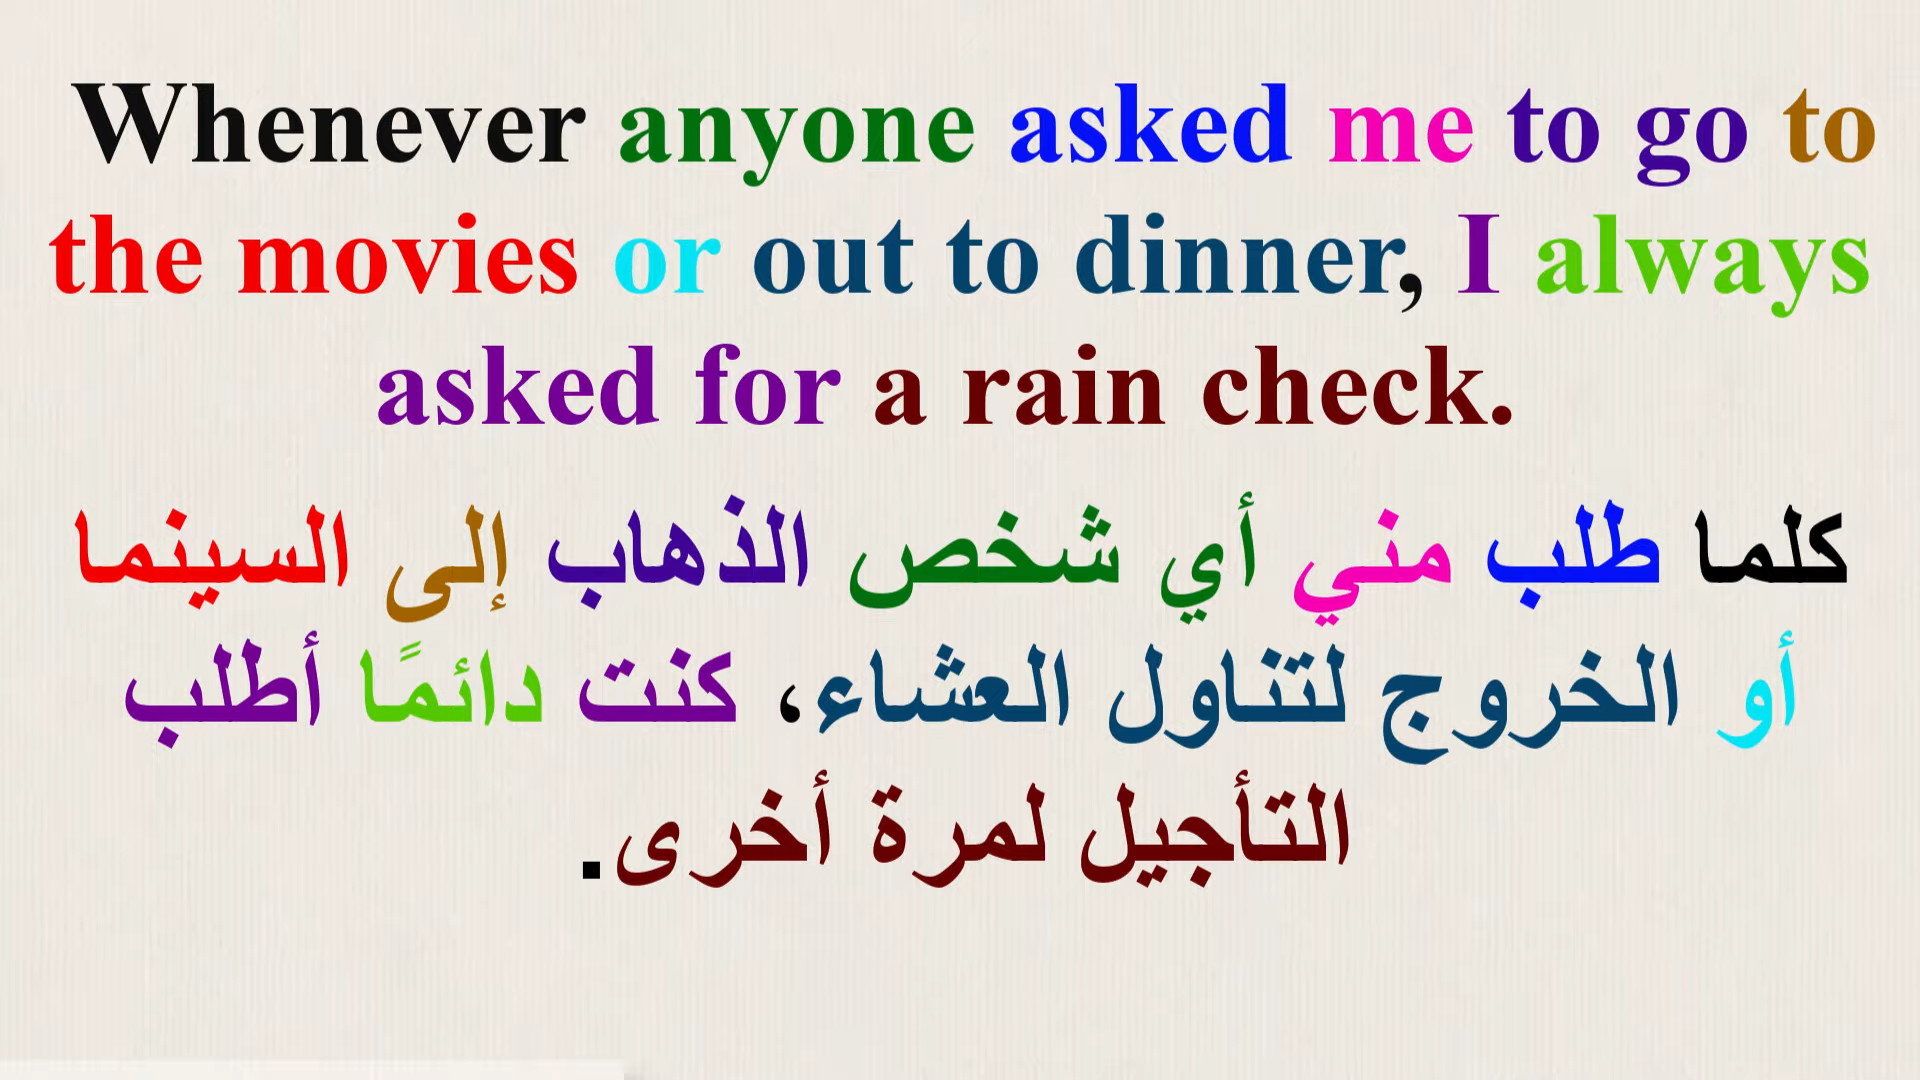 Whenever anyone asked me to go to
the movies or out to dinner, I always
asked for a rain check.
كلما طلب مني أي شخص الذهاب إلى السينما
أو الخروج لتناول العشاء، كنت دائمًا أطلب
التأجيل لمرة أخرى.